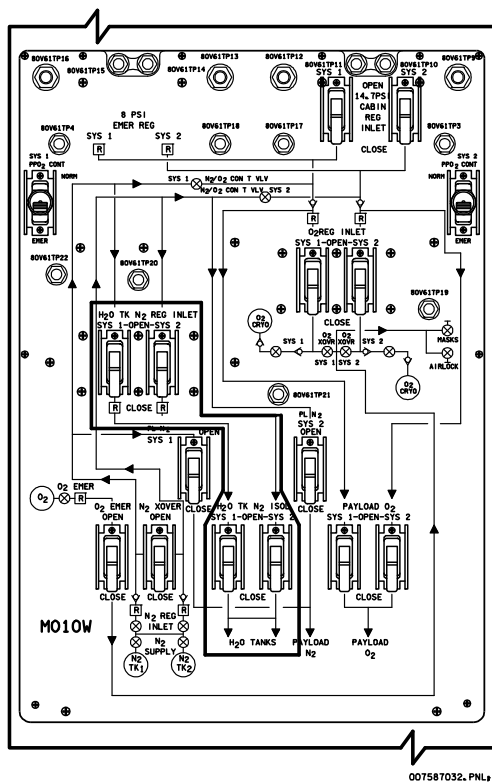 80V61TP16
80V61TP15
80V61TP13
80V61TP14
80V61TP12
80V61TP11
SYS 1
OPEN
14.7PSI
CABIN
REG
INLET
CLOSE
80V61TP10
SYS 2
80V61TP9
8 PSI
EMER REG
SYS 1
SYS 2
R
R
80V61TP4
80V61TP18
80V61TP17
80V61TP3
SYS 1
PPO2 CONT
NORM
EMER
SYS 2
PPO2 CONT
NORM
EMER
SYS 1 N2/O2 CON T VLV
N2/O2 CON T VLV SYS 2
R
R
80V61TP22
80V61TP20
O2REG INLET
SYS 1-OPEN-SYS 2
CLOSE
80V61TP19
H2O TK N2 REG INLET
SYS 1-OPEN-SYS 2
R CLOSE R
O2
CRYO
SYS 1
O2
XOVR
O2
XOVR
SYS 2
SYS 1
SYS 2
O2
CRYO
MASKS
AIRLOCK
80V61TP21
PL N2
SYS 1
OPEN
CLOSE
PL N2
SYS 2
OPEN
CLOSE
O2 EMER
O2
R
O2 EMER
OPEN
CLOSE
N2 XOVER
OPEN
CLOSE
H2O TK N2 ISOL
SYS 1-OPEN-SYS 2
CLOSE
PAYLOAD O2
SYS 1-OPEN-SYS 2
CLOSE
R
R
N2 REG
INLET
N2
SUPPLY
N2
TK1
N2
TK2
H2O TANKS
PAYLOAD
N2
PAYLOAD
O2
MO10W
007587032.PNL